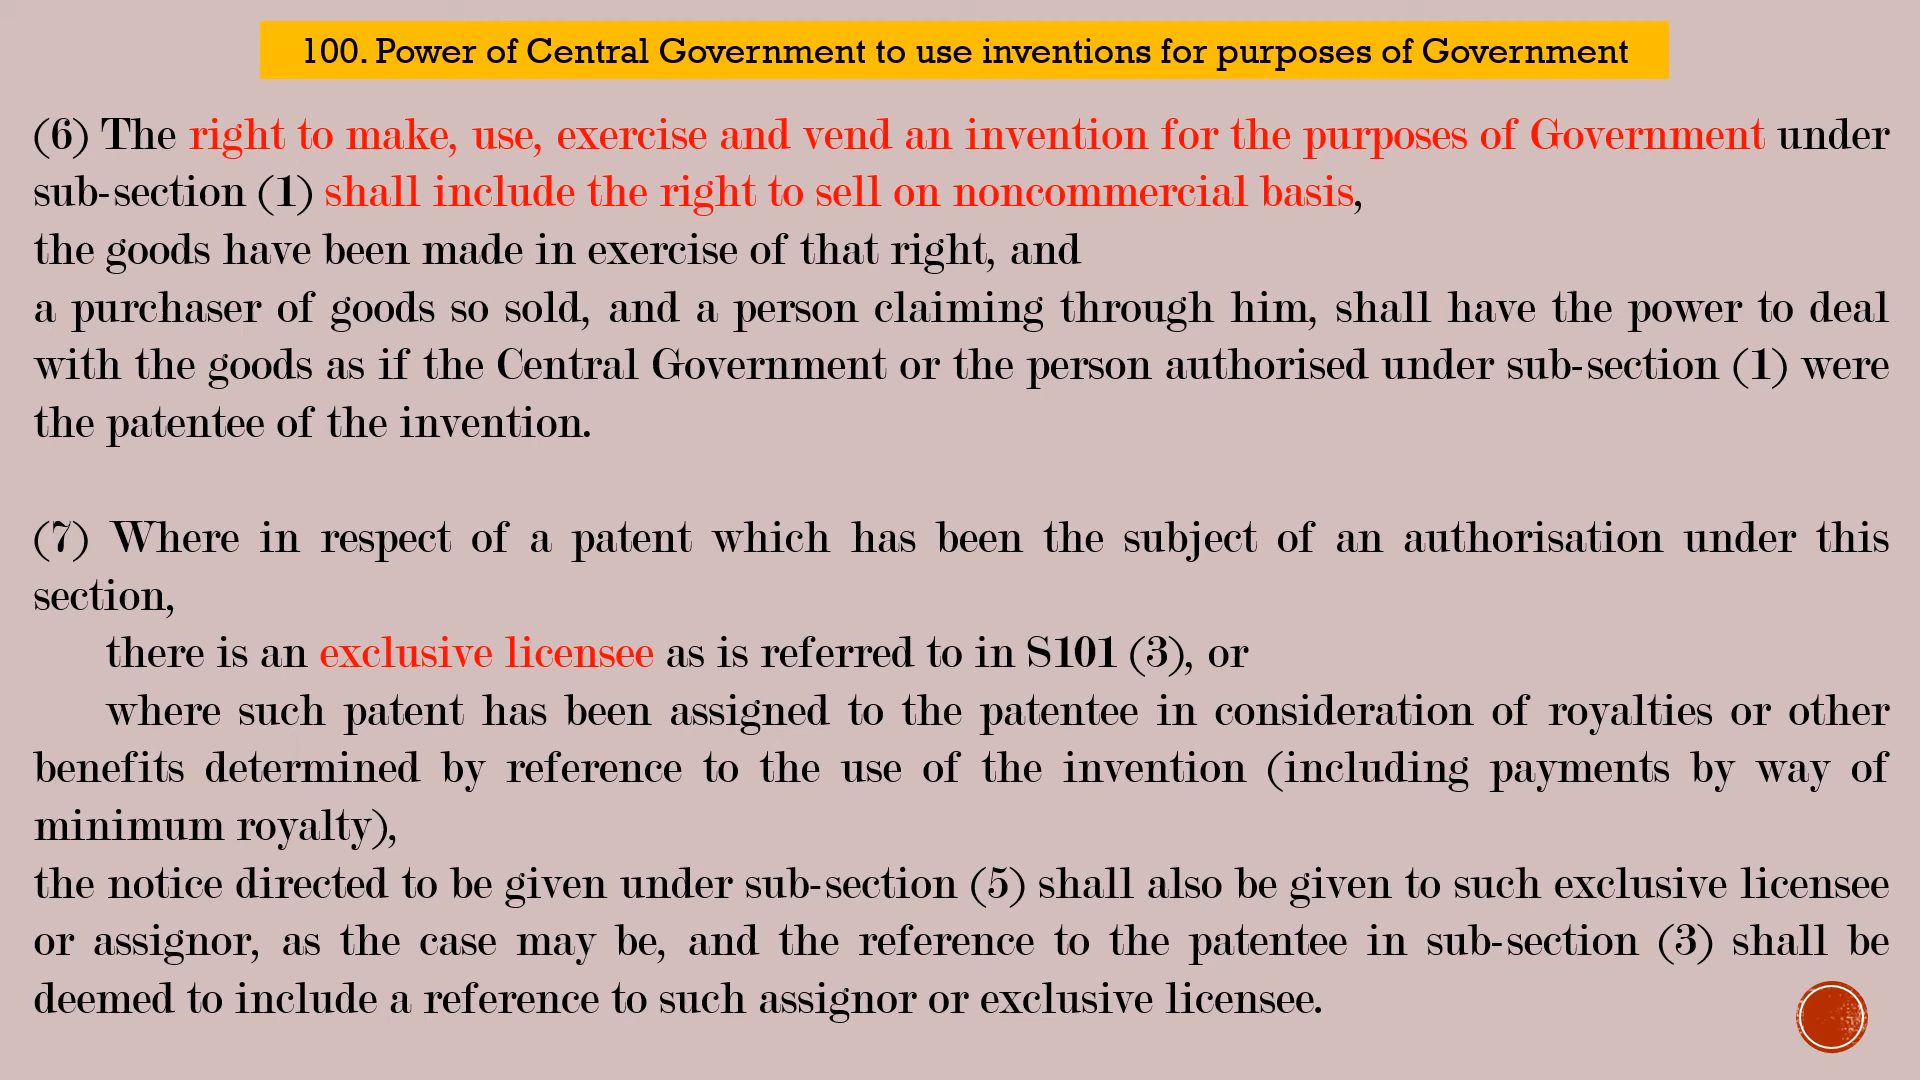 100. Power of Central Government to use inventions for purposes of Government
(6) The right to make, use, exercise and vend an invention for the purposes of Government under
sub-section (1) shall include the right to sell on noncommercial basis,
the goods have been made in exercise of that right, and
a purchaser of goods so sold, and a person claiming through him, shall have the power to deal
with the goods as if the Central Government or the person authorised under sub-section (1) were
the patentee of the invention.
(7) Where in respect of a patent which has been the subject of an authorisation under this
section,
there is an exclusive licensee as is referred to in S101 (3), or
where such patent has been assigned to the patentee in consideration of royalties or other
benefits determined by reference to the use of the invention (including payments by way of
minimum royalty),
the notice directed to be given under sub-section (5) shall also be given to such exclusive licensee
or assignor, as the case may be, and the reference to the patentee in sub-section (3) shall be
deemed to include a reference to such assignor or exclusive licensee.